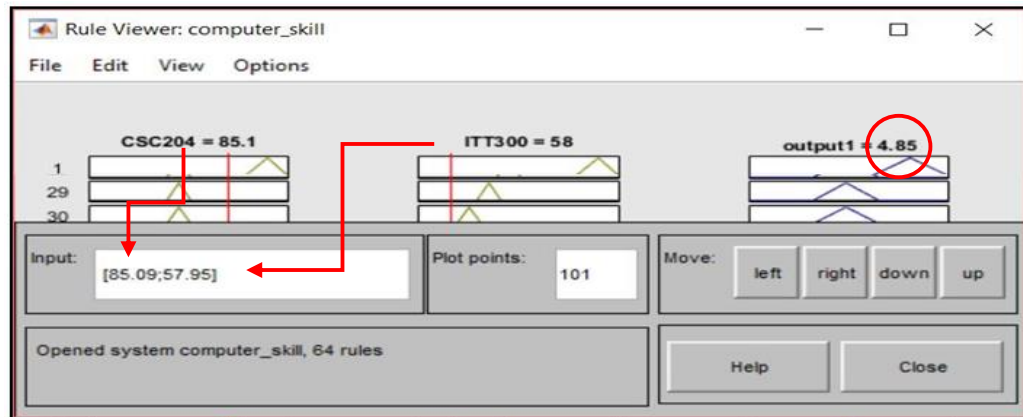 Rule Viewer: computer_skill
File Edit View Options
CSC204 = 85.1 ITT300 = 58 output1 = 4.85
1
29
30
Input: [85.09;57.95] Plot points: 101 Move: left right down up
Opened system computer_skill, 64 rules
Help Close